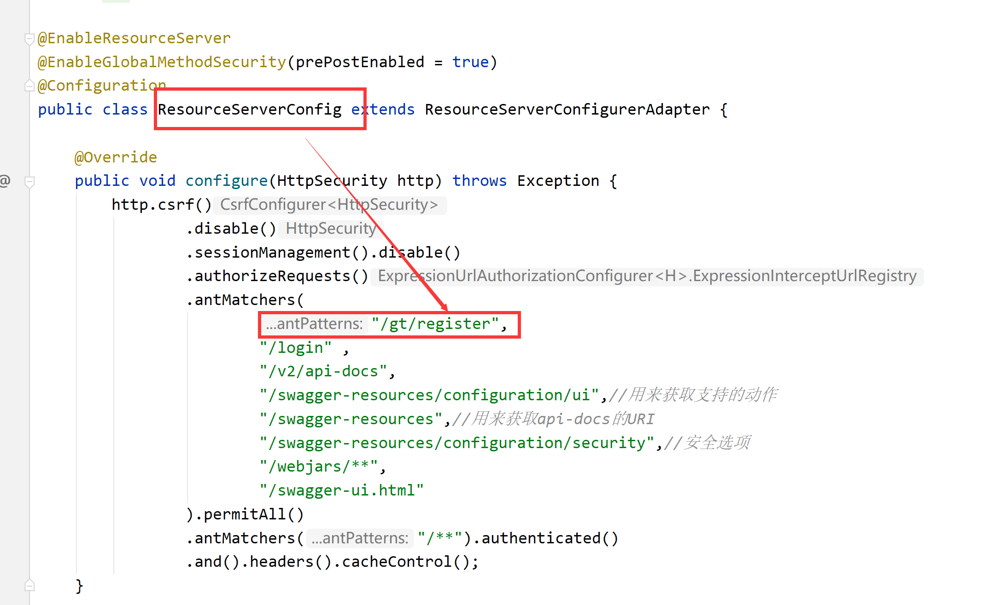 @EnableResourceServer
@EnableGlobalMethodSecurity(prePostEnabled = true)
@Configuration
public class ResourceServerConfig extends ResourceServerConfigurerAdapter {
@Override
@
public void configure(HttpSecurity http) throws Exception {
http.csrf() CsrfConfigurer<HttpSecurity>
.disable() HttpSecurity
.sessionManagement().disable()
.authorizeRequests() ExpressionUrlAuthorizationConfigurer<H>.ExpressionInterceptUrlRegistry
.antMatchers(
...antPatterns: "/gt/register",
"/login" ,
"/v2/api-docs",
"/swagger-resources/configuration/ui",//用来获取支持的动作
"/swagger-resources",//用来获取api-docs的URI
"/swagger-resources/configuration/security",//安全选项
"/webjars/**",
"/swagger-ui.html"
).permitAll()
.antMatchers( ...antPatterns: "/**").authenticated()
.and().headers().cacheControl();
}